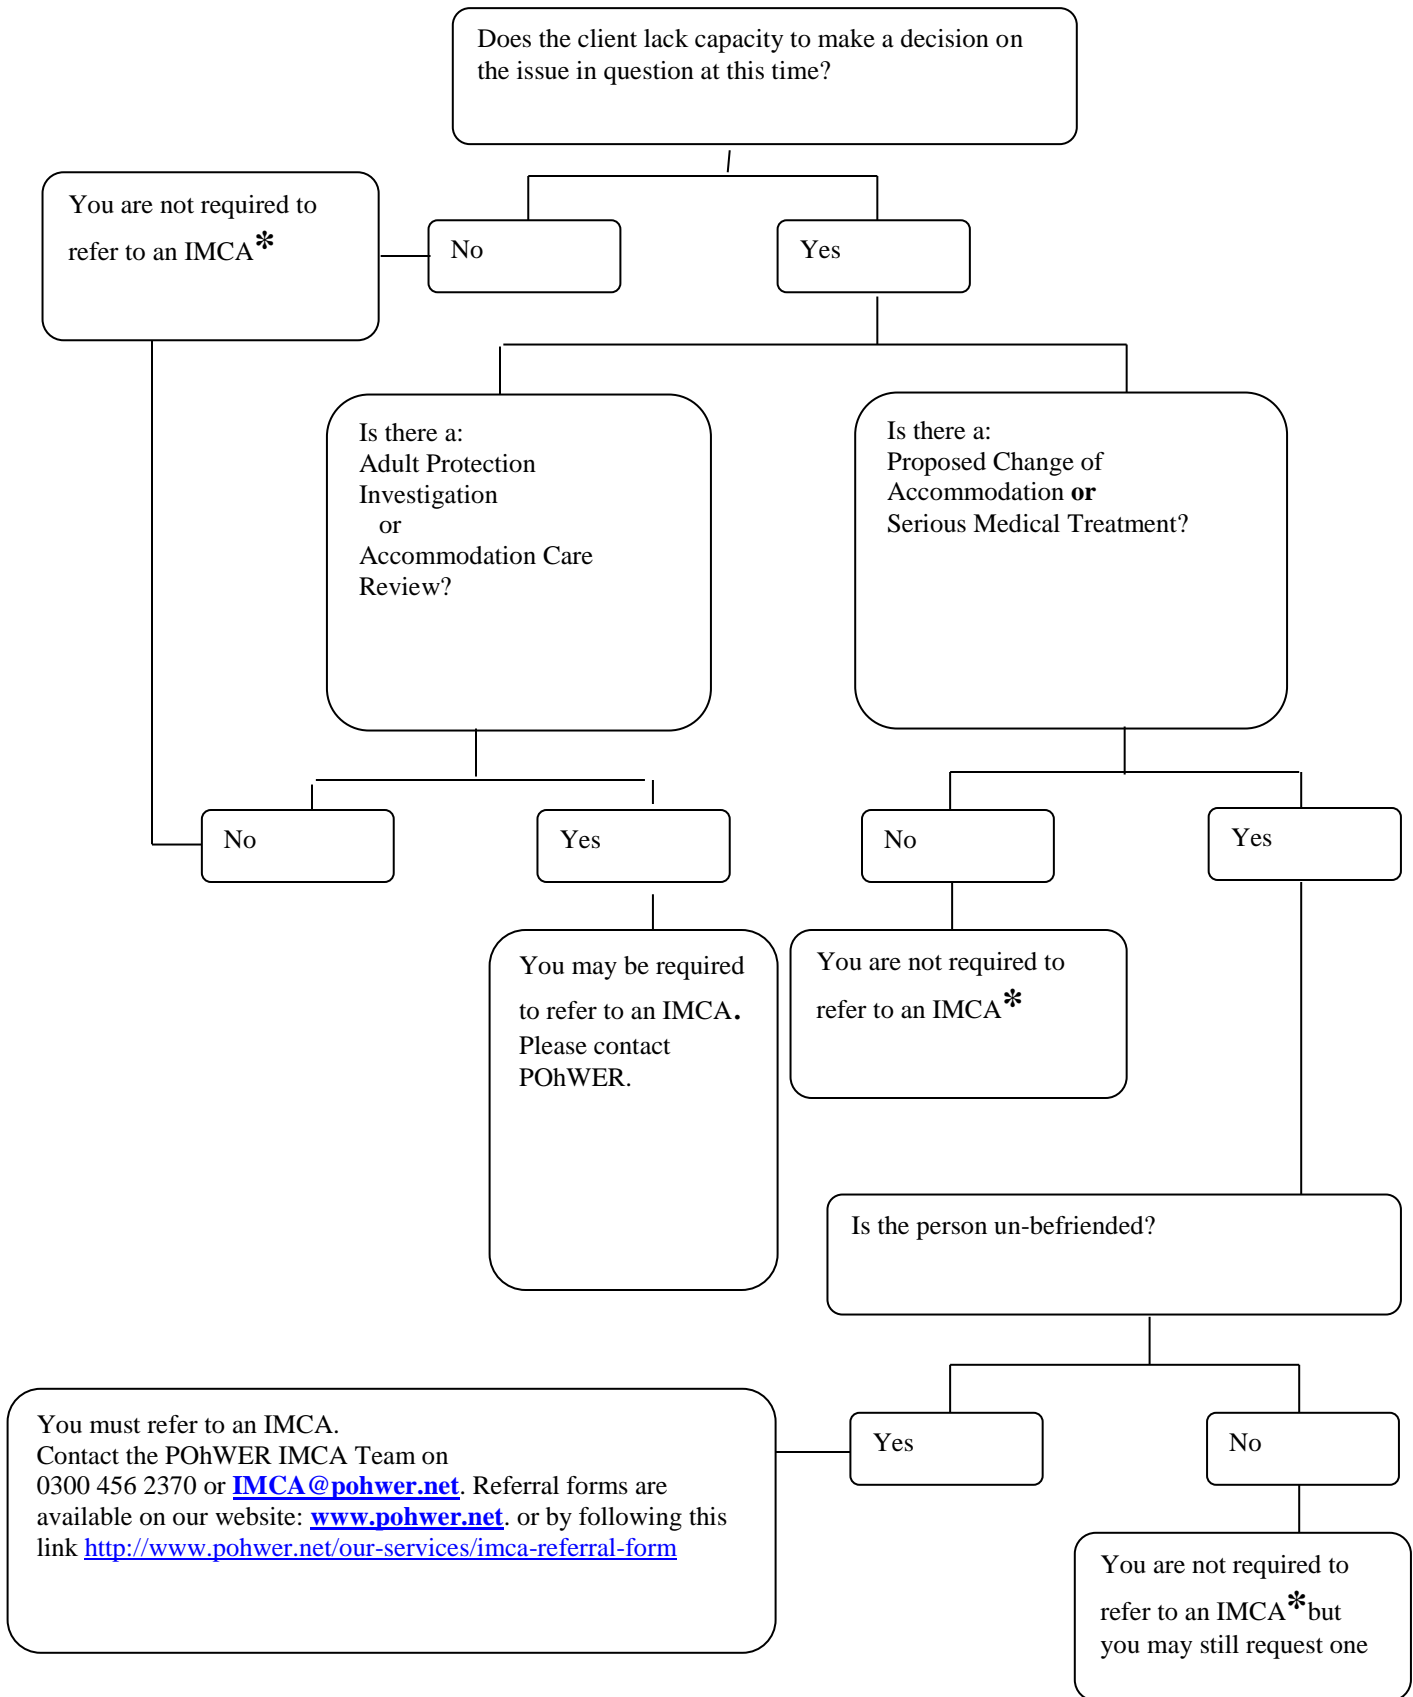 Does the client lack capacity to make a decision on
the issue in question at this time?
You are not required to
refer to an IMCA*
No
Yes
Is there a:
Adult Protection
Investigation
or
Accommodation Care
Review?
Is there a:
Proposed Change of
Accommodation or
Serious Medical Treatment?
No
Yes
No
Yes
You may be required
to refer to an IMCA.
Please contact
POhWER.
You are not required to
refer to an IMCA*
Is the person un-befriended?
You must refer to an IMCA.
Contact the POhWER IMCA Team on
0300 456 2370 or IMCA@pohwer.net. Referral forms are
available on our website: www.pohwer.net. or by following this
link http://www.pohwer.net/our-services/imca-referral-form
Yes
No
You are not required to
refer to an IMCA* but
you may still request one